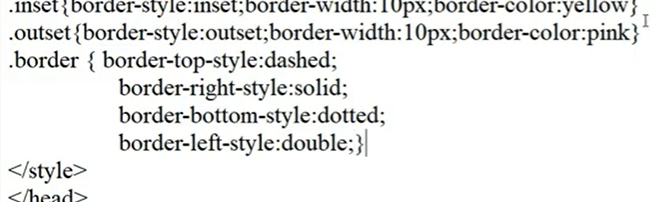 .inset{border-style:inset;border-width:10px;border-color:yellow}
.outset{border-style:outset;border-width:10px;border-color:pink}
.border { border-top-style:dashed;
border-right-style:solid;
border-bottom-style:dotted;
border-left-style:double;}
</style>
</head>